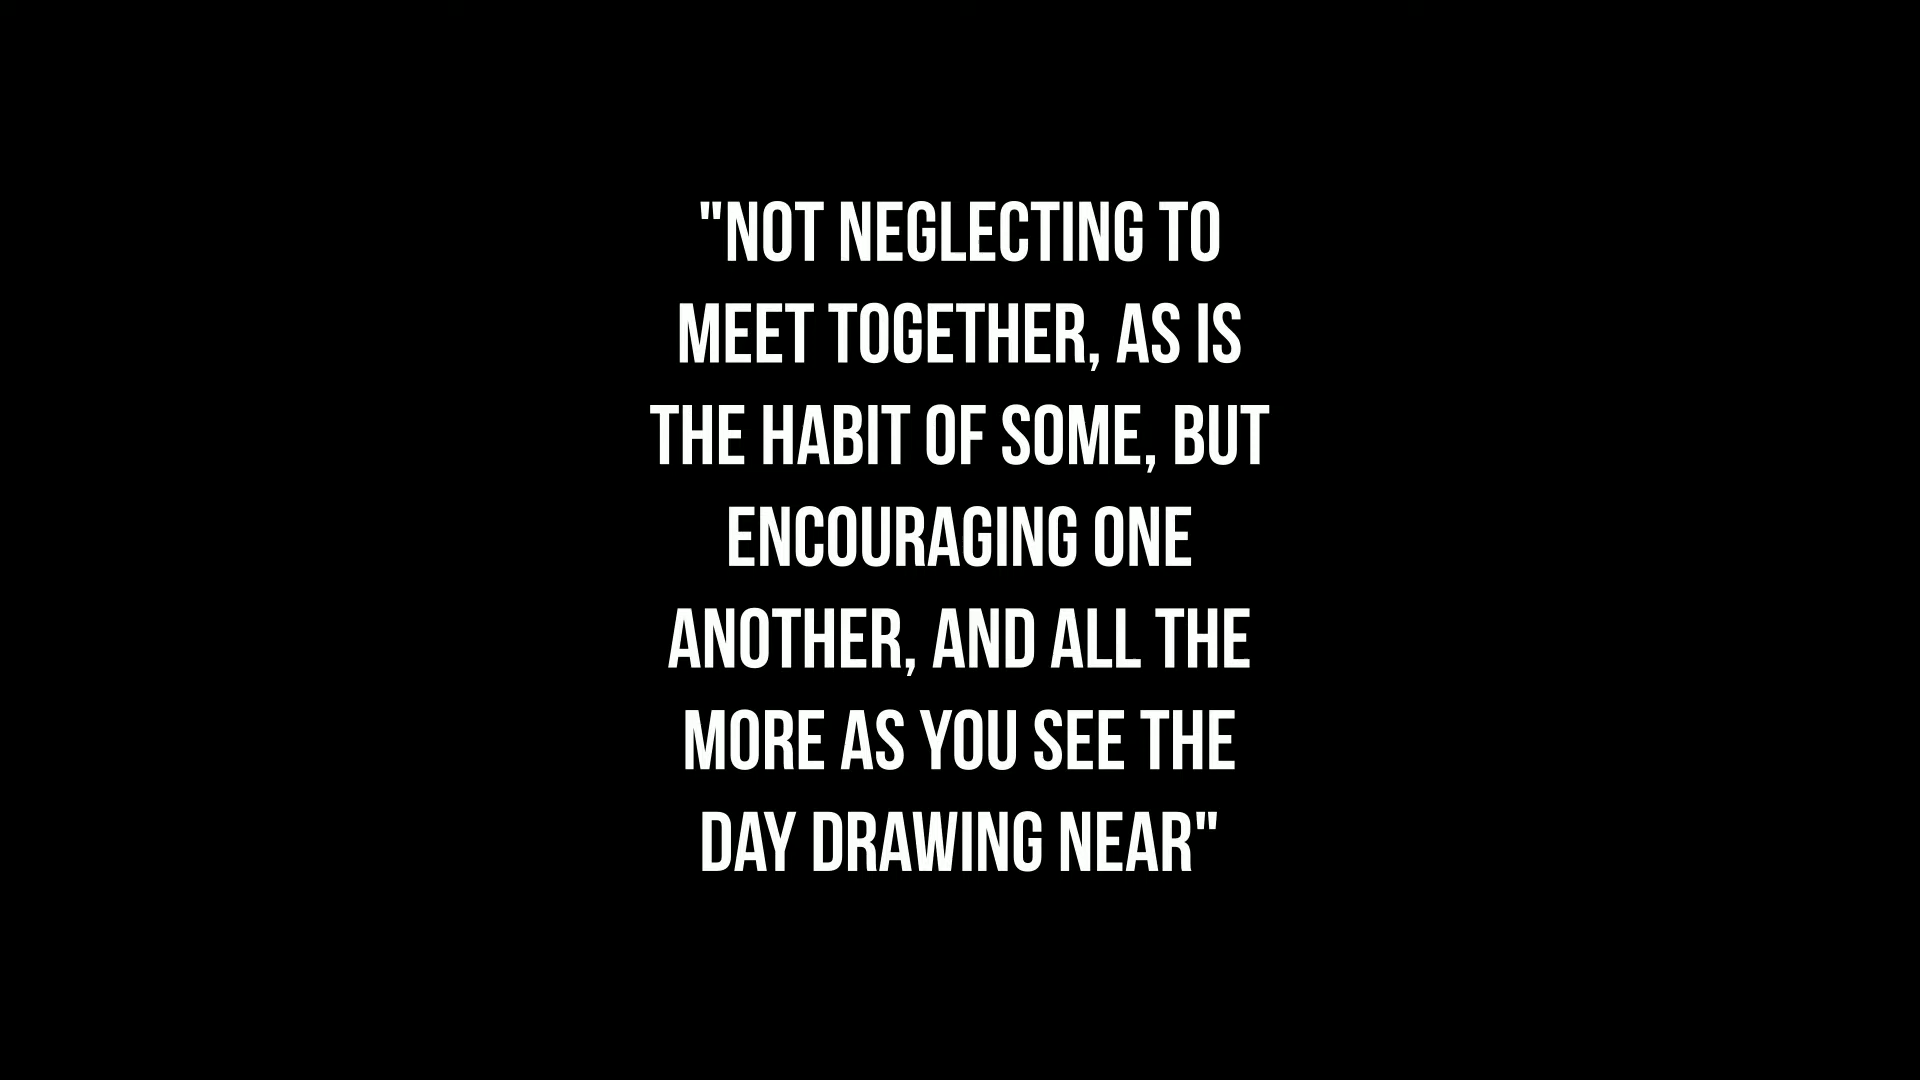 "NOT NEGLECTING TO
MEET TOGETHER, AS IS
THE HABIT OF SOME, BUT
ENCOURAGING ONE
ANOTHER, AND ALL THE
MORE AS YOU SEE THE
DAY DRAWING NEAR"